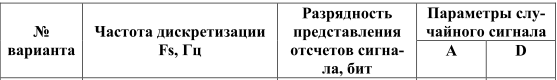 №
варианта
Частота дискретизации
Fs, Гц
Разрядность
представления
отсчетов сигна-
ла, бит
Параметры слу-
чайного сигнала
A
D